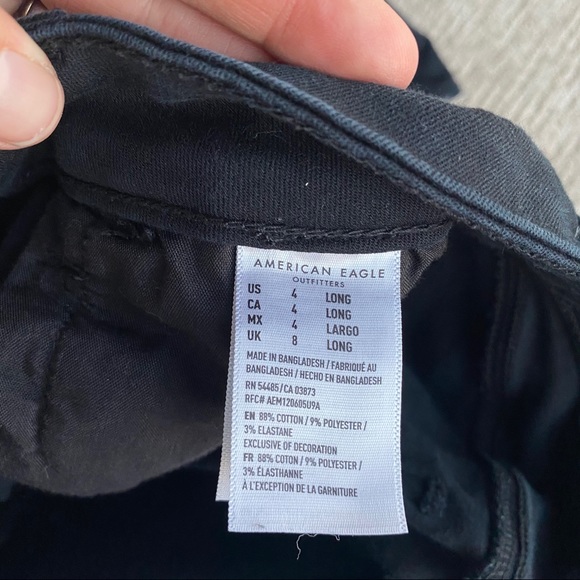 AMERICAN EAGLE
OUTFITTERS
US 4 LONG
CA 4 LONG
MX 4 LARGO
UK 8 LONG
MADE IN BANGLADESH / FABRIQUÉ AU
BANGLADESH / HECHO EN BANGLADESH
RN 54485/CA 03873
RFC# AEM120605U9A
EN 88% COTTON / 9% POLYESTER /
3% ELASTANE
EXCLUSIVE OF DECORATION
FR 88% COTON / 9% POLYESTER /
3% ÉLASTHANNE
À L'EXCEPTION DE LA GARNITURE